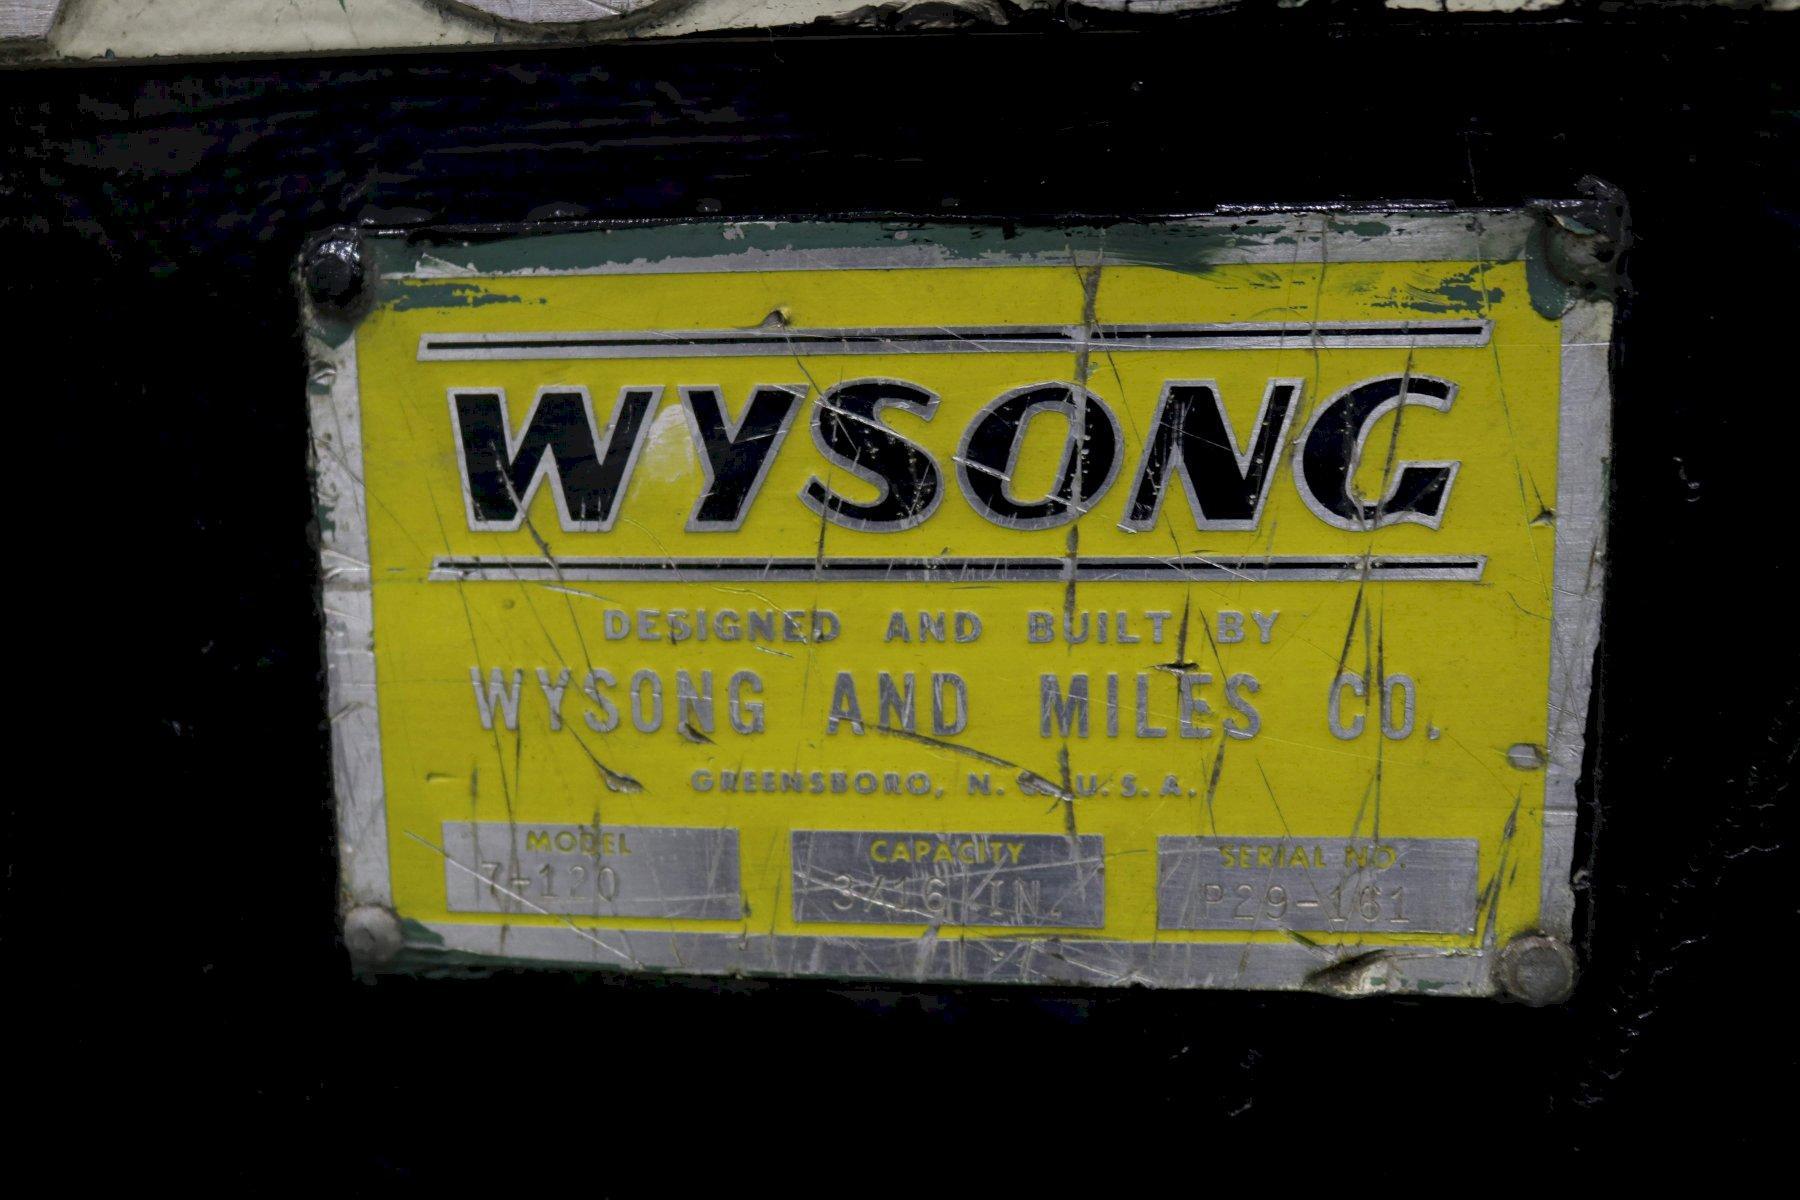 WYSONG
DESIGNED AND BUILT BY
WYSONG AND MILES CO.
GREENSBORO, N. C. U.S.A.
MODEL CAPACITY SERIAL NO.
7-120 3/16 IN. P29-161